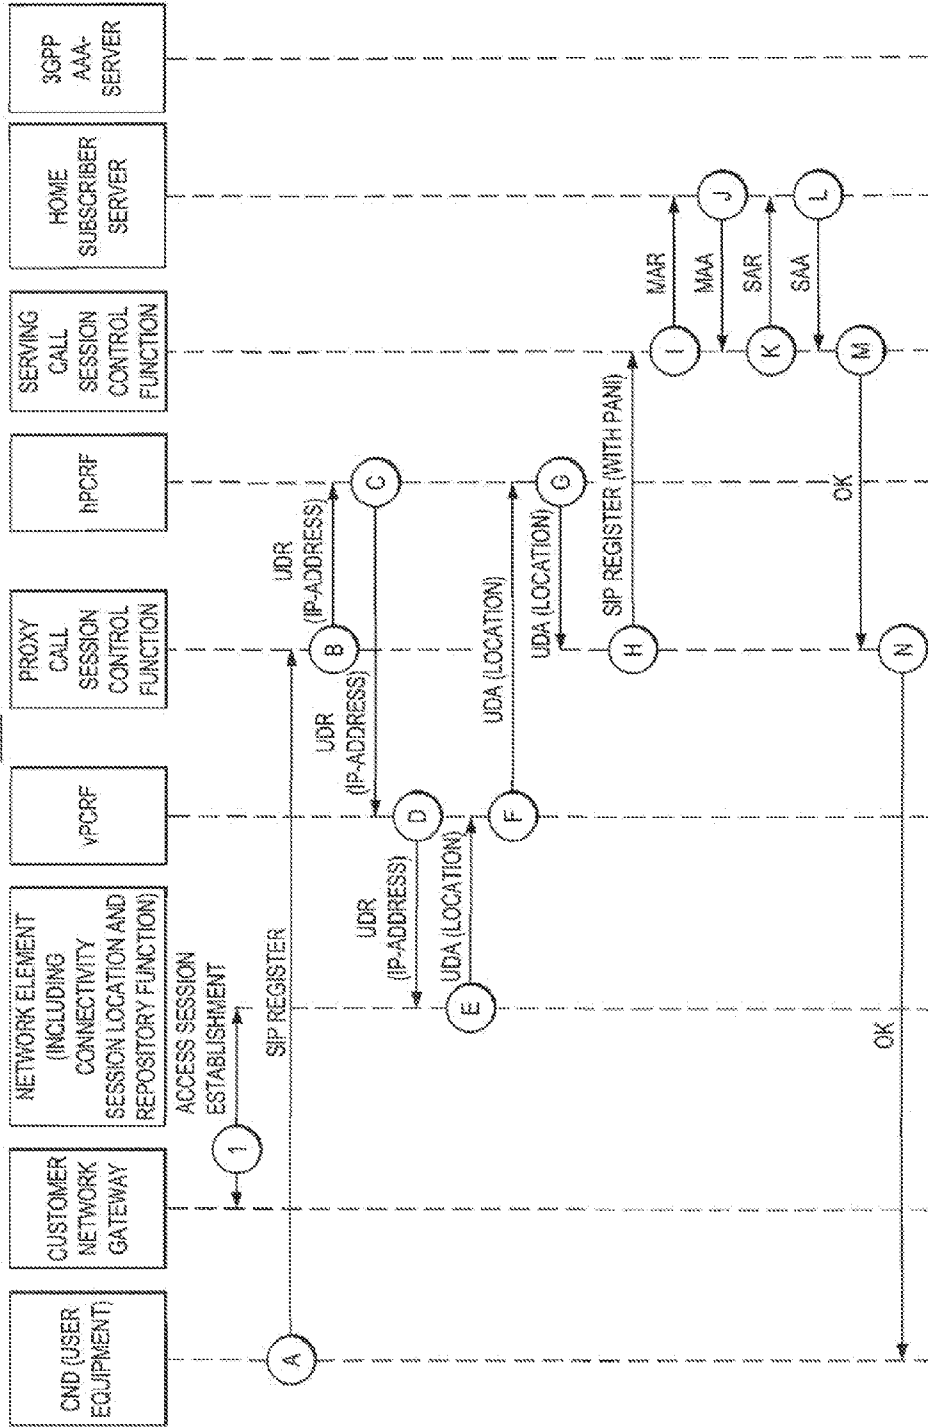 CND (USER
EQUIPMENT)
CUSTOMER
NETWORK
GATEWAY
NETWORK ELEMENT
(INCLUDING
CONNECTIVITY
SESSION LOCATION AND
REPOSITORY FUNCTION)
vPCRF
PROXY
CALL
SESSION
CONTROL
FUNCTION
hPCRF
SERVING
CALL
SESSION
CONTROL
FUNCTION
HOME
SUBSCRIBER
SERVER
3GPP
AAA-
SERVER
ACCESS SESSION
ESTABLISHMENT
1
SIP REGISTER
A
UDR
(IP-ADDRESS)
B
UDR
(IP-ADDRESS)
C
UDR
(IP-ADDRESS)
D
UDA (LOCATION)
E
UDA (LOCATION)
F
UDA (LOCATION)
G
SIP REGISTER (WITH PANI)
H
MAR
I
MAA
J
SAR
K
SAA
L
OK
M
OK
N